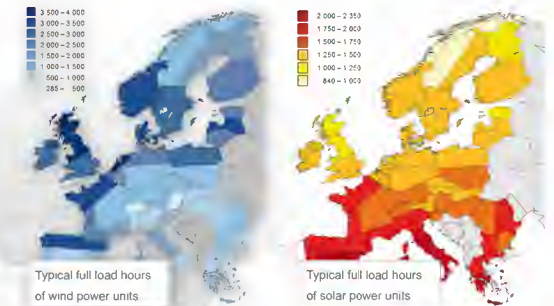 3 500 – 4 000
3 000 – 3 500
2 500 – 3 000
2 000 – 2 500
1 500 – 2 000
1 000 – 1 500
500 – 1 000
285 – 500
Typical full load hours
of wind power units
2 000 – 2 350
1 750 – 2 000
1 500 – 1 750
1 250 – 1 500
1 000 – 1 250
840 – 1 000
Typical full load hours
of solar power units